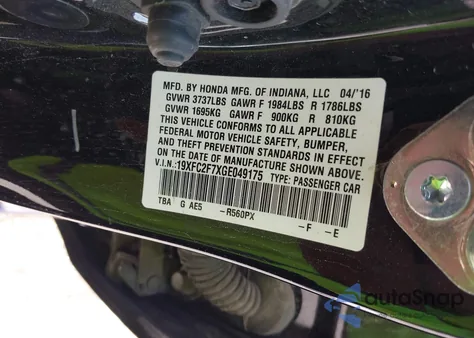 MFD. BY HONDA MFG. OF INDIANA, LLC 04/'16
GVWR 3737LBS GAWR F 1984LBS R 1786LBS
GVWR 1695KG GAWR F 900KG R 810KG
THIS VEHICLE CONFORMS TO ALL APPLICABLE
FEDERAL MOTOR VEHICLE SAFETY, BUMPER,
AND THEFT PREVENTION STANDARDS IN EFFECT
ON THE DATE OF MANUFACTURE SHOWN ABOVE.
V.I.N.:19XFC2F7XGE049175 TYPE: PASSENGER CAR
TBA G AE5 -R560PX -F -E
autoSnap